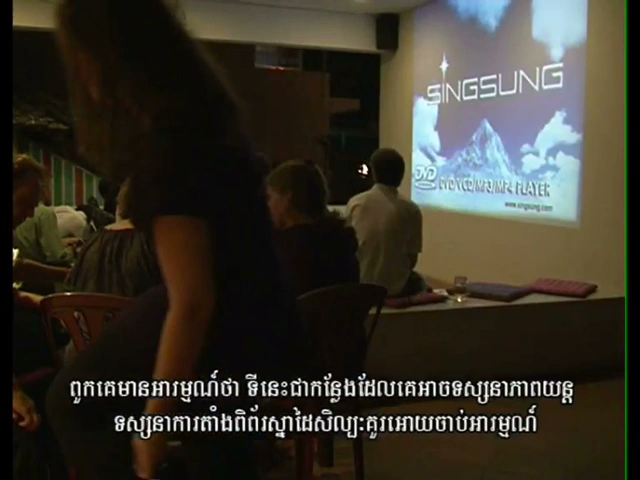 SINGSUNG
DVD DVD/VCD/MP3/MP4 PLAYER
www.singsung.com
ពួកគេមានអារម្មណ៍ថា ទីនេះជាកន្លែងដែលគេអាចទស្សនាភាពយន្ត
ទស្សនាការតាំងពិព័រស្នាដៃសិល្បៈគួរអោយចាប់អារម្មណ៍